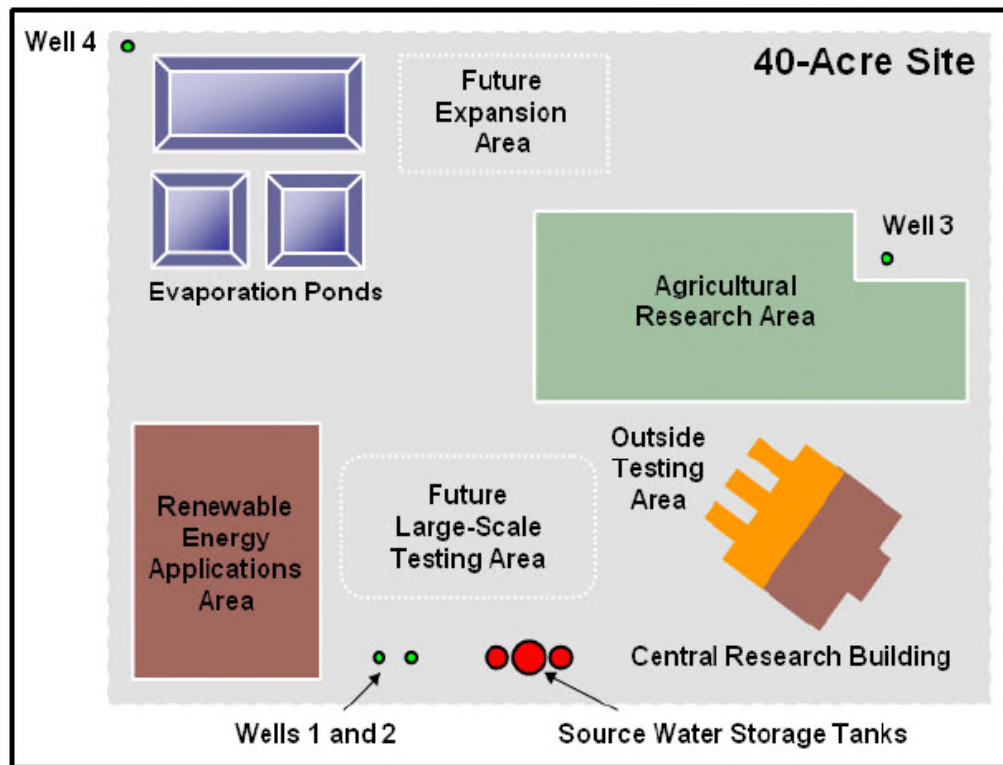 Well 4
40-Acre Site
Future
Expansion
Area
Well 3
Evaporation Ponds
Agricultural
Research Area
Outside
Testing
Area
Renewable
Energy
Applications
Area
Future
Large-Scale
Testing Area
Central Research Building
Wells 1 and 2
Source Water Storage Tanks